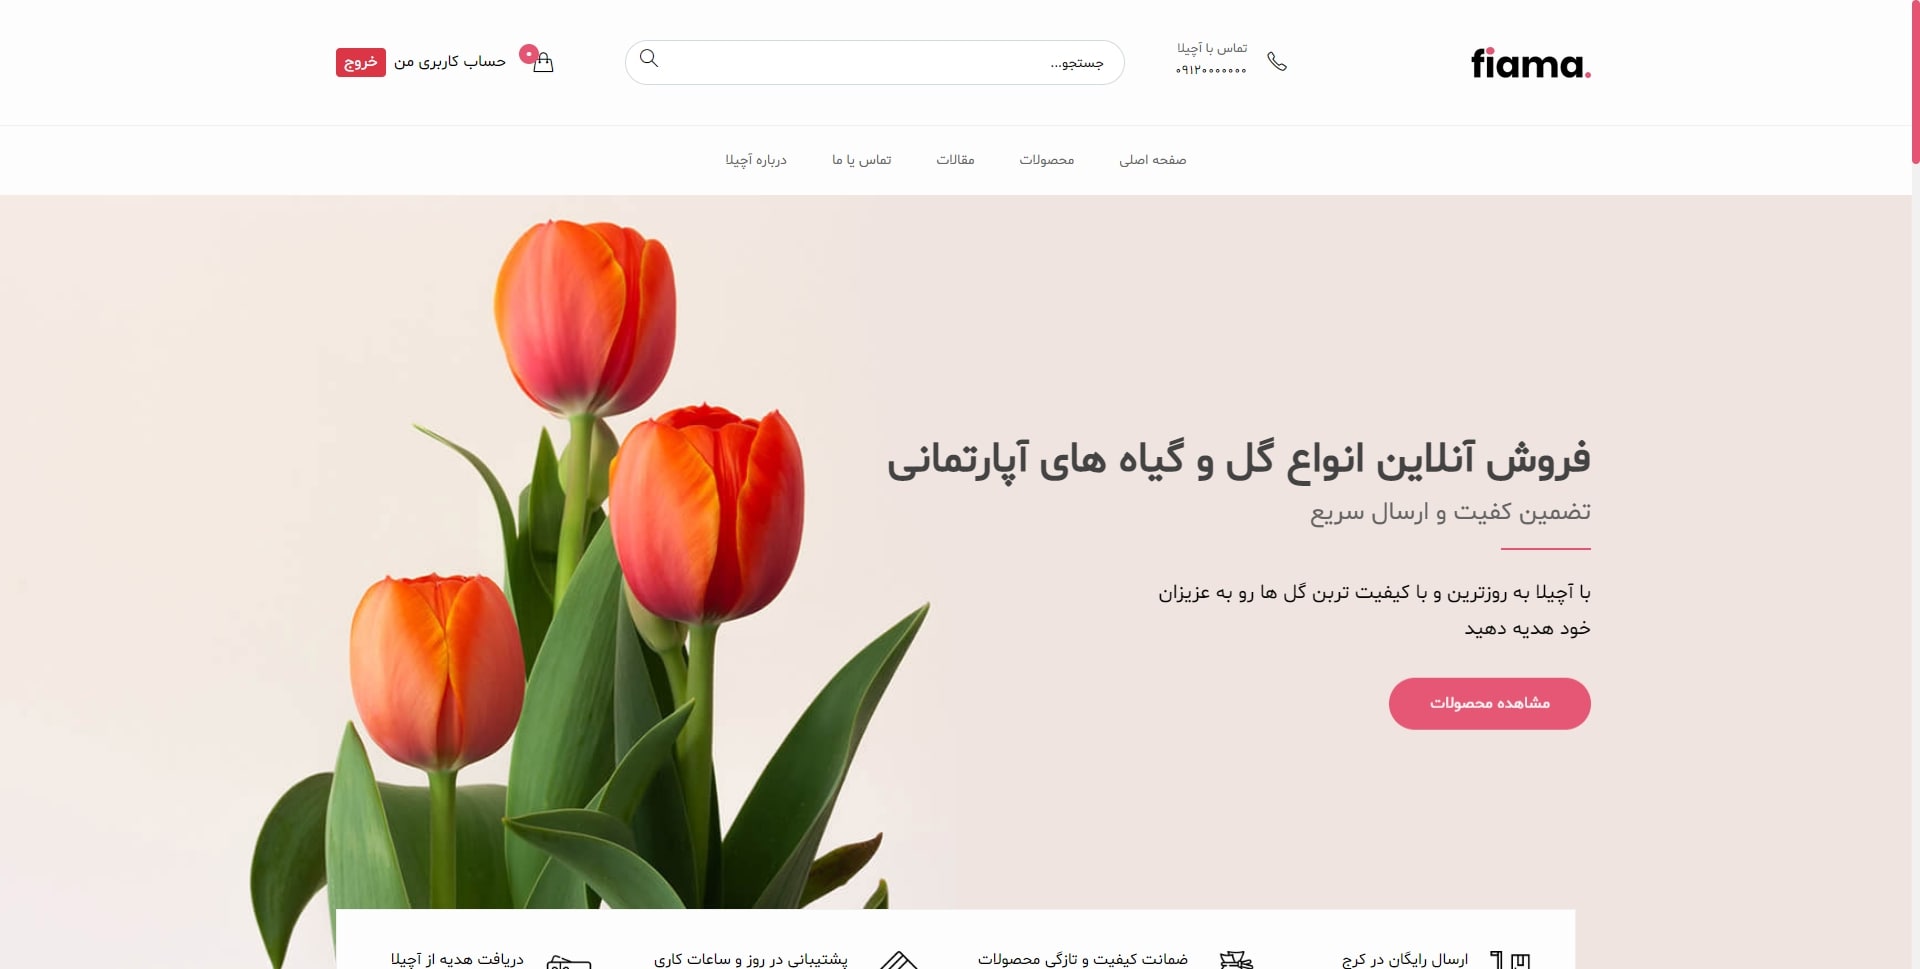 fiama.
تماس با آچیلا
۰۹۱۲۰۰۰۰۰۰۰
جستجو...
۰
حساب کاربری من
خروج
صفحه اصلی
محصولات
مقالات
تماس یا ما
درباره آچیلا
فروش آنلاین انواع گل و گیاه های آپارتمانی
تضمین کفیت و ارسال سریع
با آچیلا به روزترین و با کیفیت تربن گل ها رو به عزیزان
خود هدیه دهید
مشاهده محصولات
ارسال رایگان در کرج
ضمانت کیفیت و تازگی محصولات
پشتیبانی در روز و ساعات کاری
دریافت هدیه از آچیلا